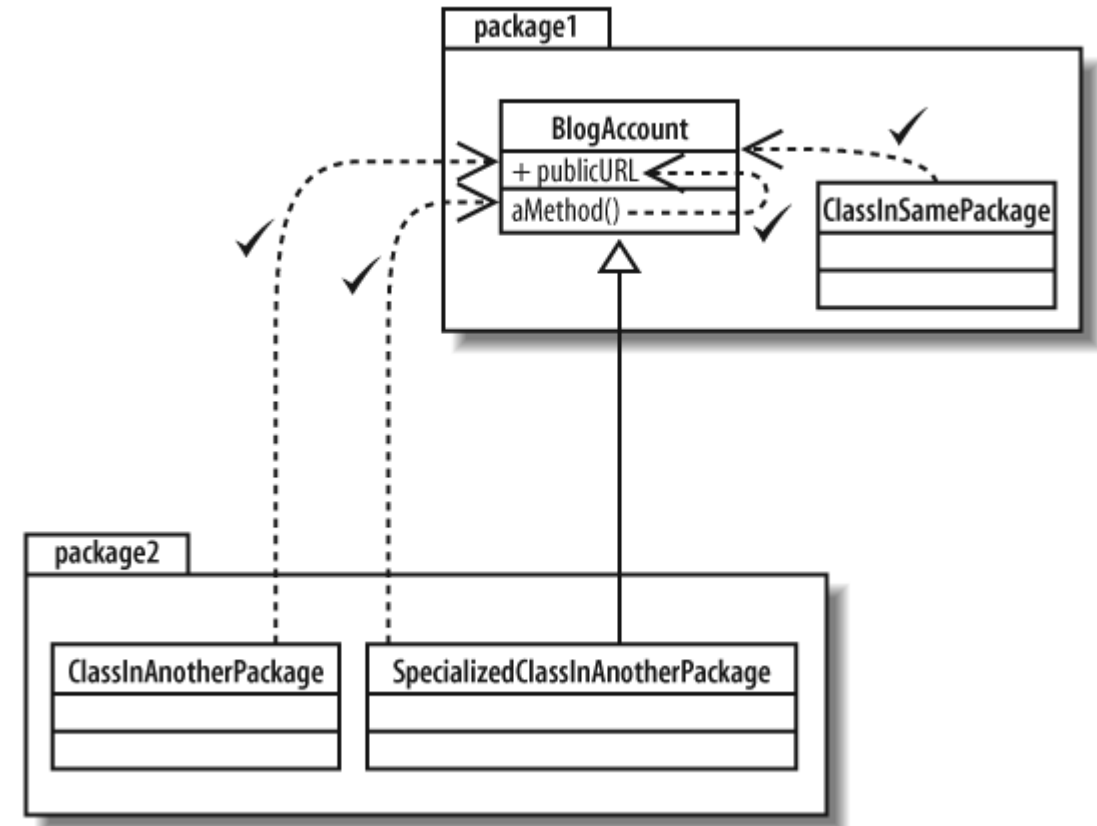 package1
BlogAccount
+ publicURL
aMethod()
ClassInSamePackage
package2
ClassInAnotherPackage
SpecializedClassInAnotherPackage